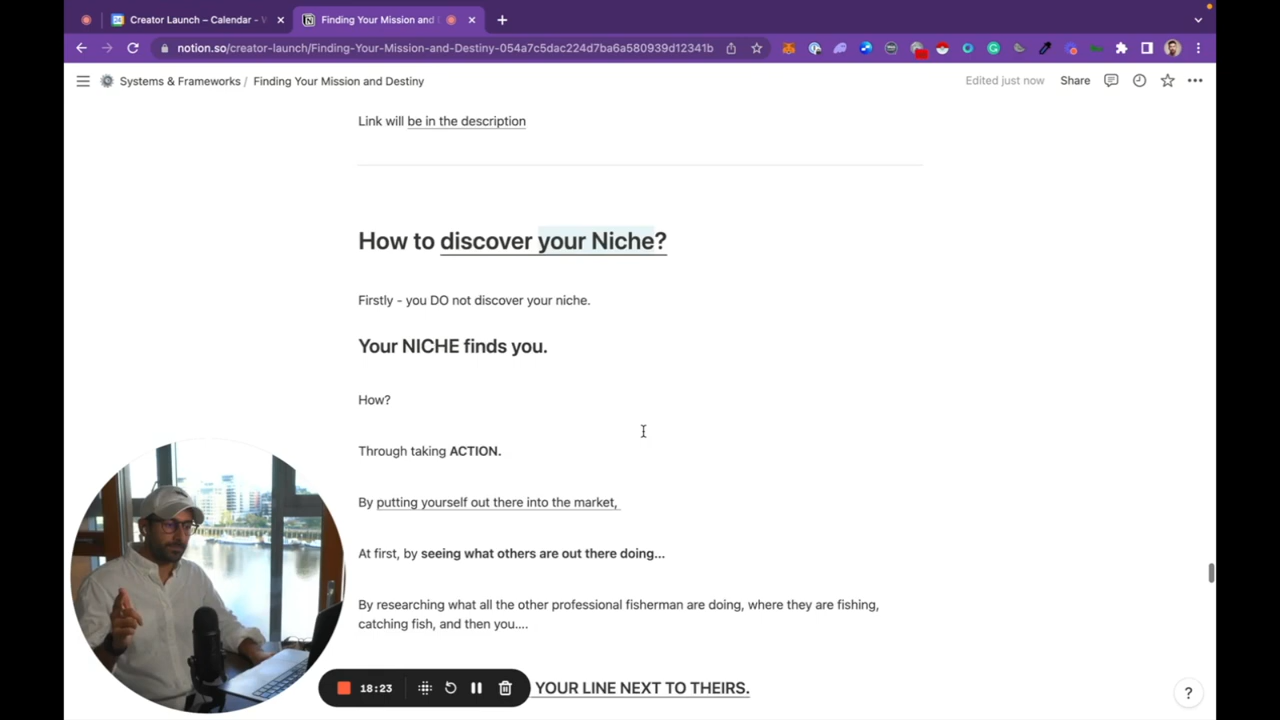 Creator Launch – Calendar -
Finding Your Mission and
notion.so/creator-launch/Finding-Your-Mission-and-Destiny-054a7c5dac224d7ba6a580939d12341b
Systems & Frameworks / Finding Your Mission and Destiny
Edited just now
Share
Link will be in the description
How to discover your Niche?
Firstly - you DO not discover your niche.
Your NICHE finds you.
How?
Through taking ACTION.
By putting yourself out there into the market,
At first, by seeing what others are out there doing...
By researching what all the other professional fisherman are doing, where they are fishing,
catching fish, and then you....
18:23
YOUR LINE NEXT TO THEIRS.
?